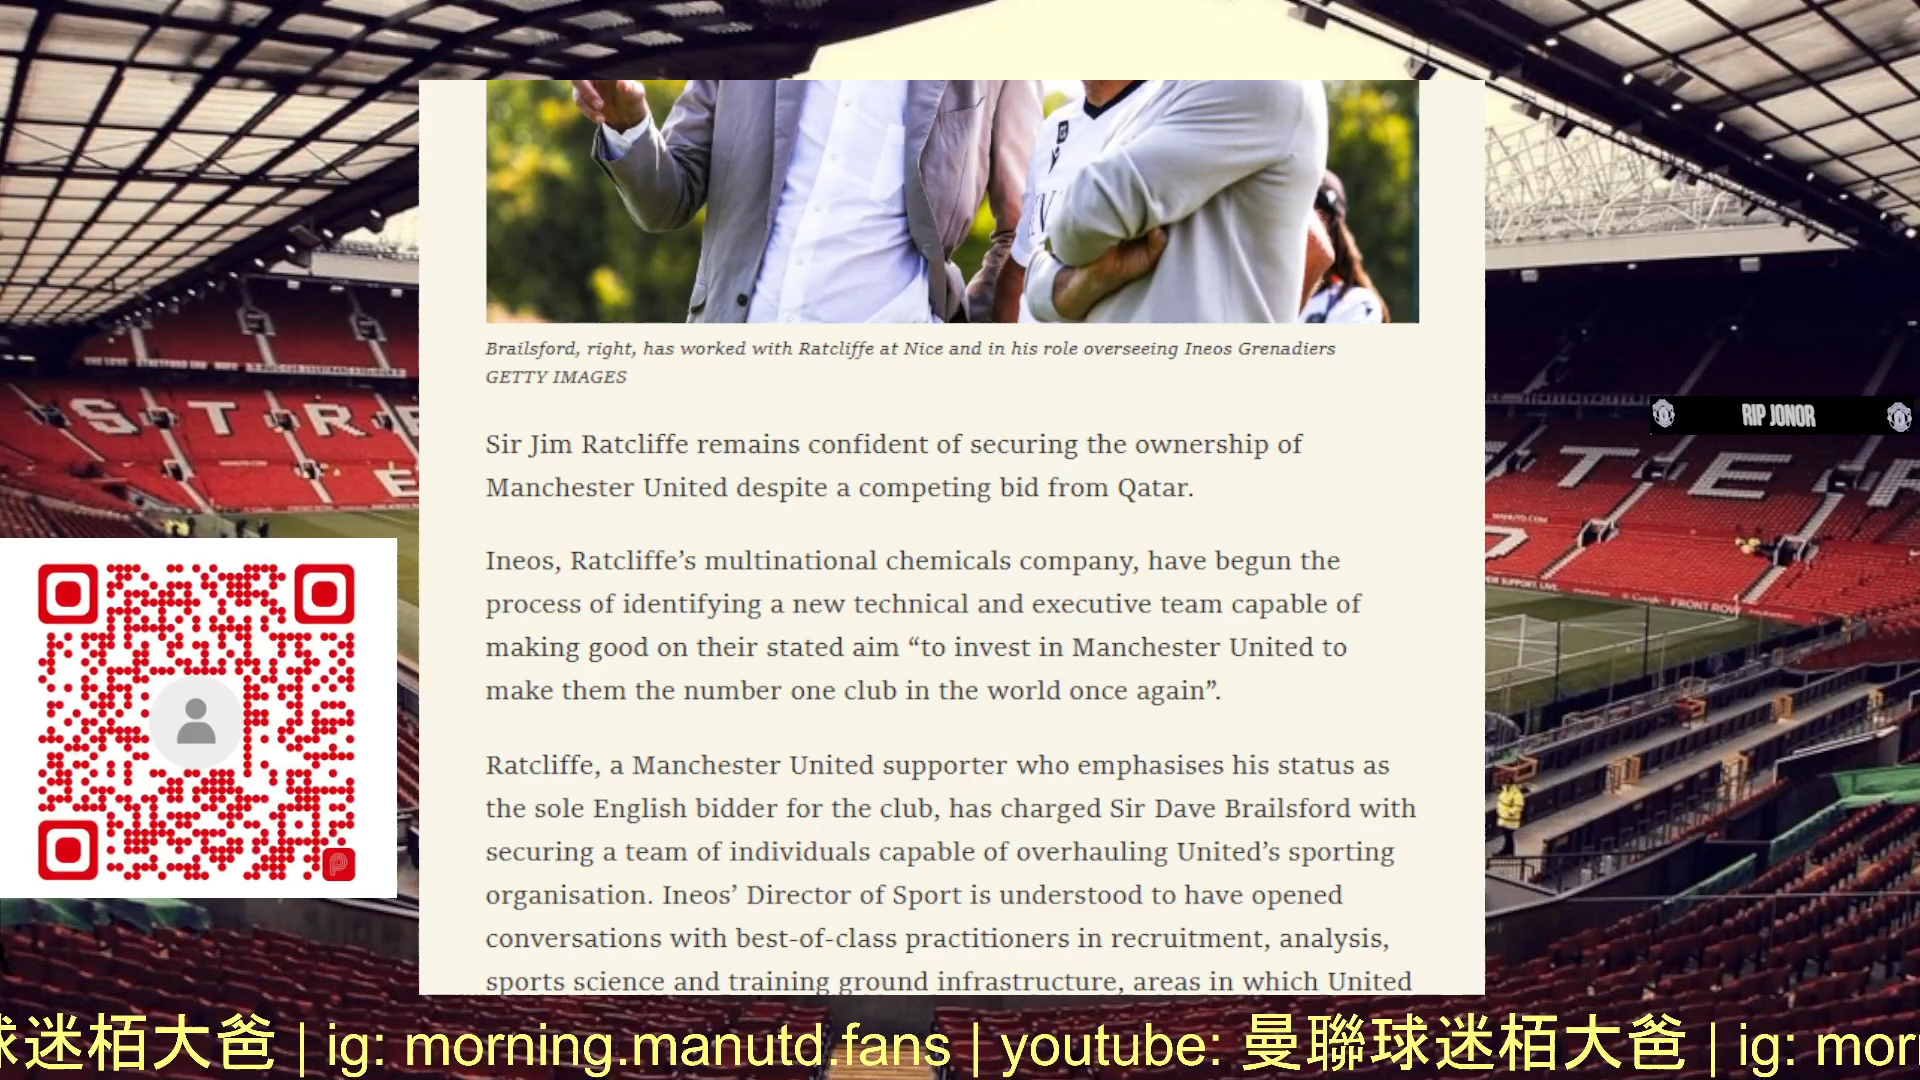 Brailsford, right, has worked with Ratcliffe at Nice and in his role overseeing Ineos Grenadiers
GETTY IMAGES
Sir Jim Ratcliffe remains confident of securing the ownership of
Manchester United despite a competing bid from Qatar.
Ineos, Ratcliffe’s multinational chemicals company, have begun the
process of identifying a new technical and executive team capable of
making good on their stated aim “to invest in Manchester United to
make them the number one club in the world once again”.
Ratcliffe, a Manchester United supporter who emphasises his status as
the sole English bidder for the club, has charged Sir Dave Brailsford with
securing a team of individuals capable of overhauling United’s sporting
organisation. Ineos’ Director of Sport is understood to have opened
conversations with best-of-class practitioners in recruitment, analysis,
sports science and training ground infrastructure, areas in which United
RIP JONOR
STRE
TER
E
MANUTD.COM
FRONT ROW
球迷栢大爸 | ig: morning.manutd.fans | youtube: 曼聯球迷栢大爸 | ig: mor